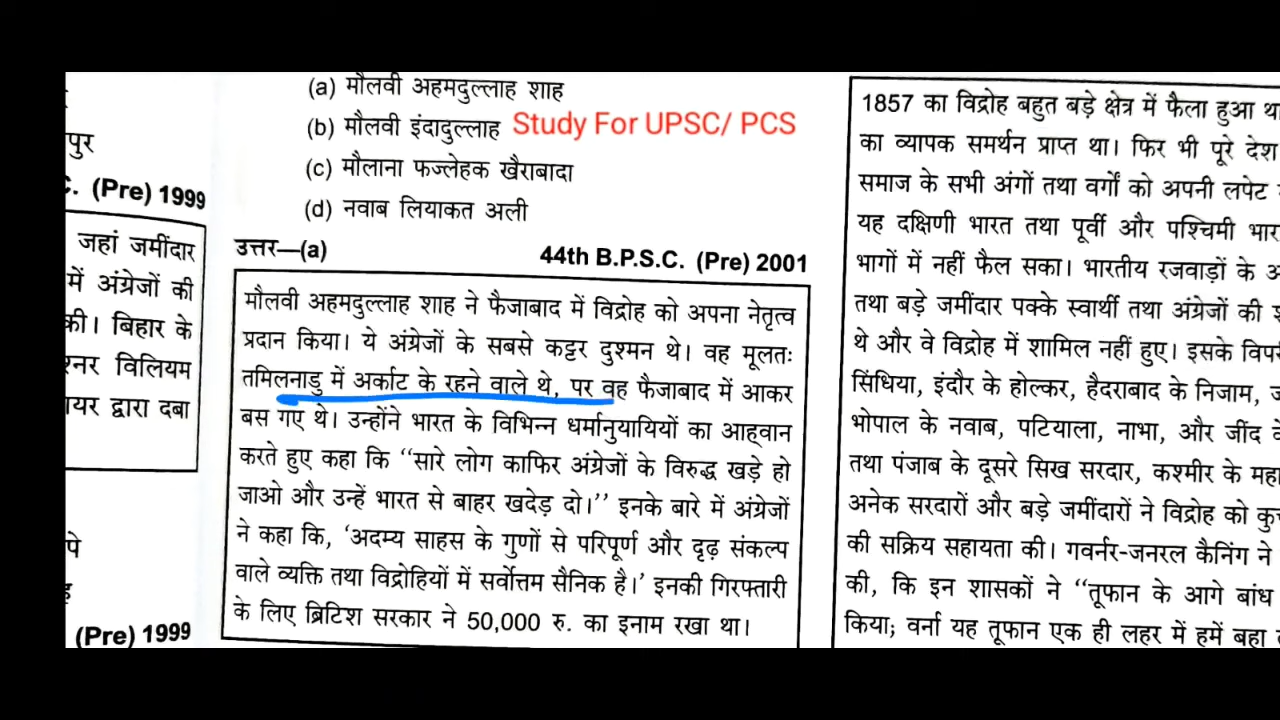 पुर
(Pre) 1999
जहां जमींदार
में अंग्रेजों की
की। बिहार के
विलियम
द्वारा दबा
(Pre) 1999
(a) मौलवी अहमदुल्लाह शाह
(b) मौलवी इंदादुल्लाह Study For UPSC/ PCS
(c) मौलाना फज्लेहक खैराबादा
(d) नवाब लियाकत अली
उत्तर—(a) 44th B.P.S.C. (Pre) 2001
मौलवी अहमदुल्लाह शाह ने फैजाबाद में विद्रोह को अपना नेतृत्व
प्रदान किया। ये अंग्रेजों के सबसे कट्टर दुश्मन थे। वह मूलतः
तमिलनाडु में अर्काट के रहने वाले थे, पर वह फैजाबाद में आकर
बस गए थे। उन्होंने भारत के विभिन्न धर्मानुयायियों का आह्वान
करते हुए कहा कि ‘‘सारे लोग काफिर अंग्रेजों के विरुद्ध खड़े हो
जाओ और उन्हें भारत से बाहर खदेड़ दो।’’ इनके बारे में अंग्रेजों
ने कहा कि, ‘अदम्य साहस के गुणों से परिपूर्ण और दृढ़ संकल्प
वाले व्यक्ति तथा विद्रोहियों में सर्वोत्तम सैनिक है।’ इनकी गिरफ्तारी
के लिए ब्रिटिश सरकार ने 50,000 रु. का इनाम रखा था।
1857 का विद्रोह बहुत बड़े क्षेत्र में फैला हुआ
का व्यापक समर्थन प्राप्त था। फिर भी पूरे देश
समाज के सभी अंगों तथा वर्गों को अपनी लपेट
यह दक्षिणी भारत तथा पूर्वी और पश्चिमी
भागों में नहीं फैल सका। भारतीय रजवाड़ों के
तथा बड़े जमींदार पक्के स्वार्थी तथा अंग्रेजों की
थे और वे विद्रोह में शामिल नहीं हुए। इसके
सिंधिया, इंदौर के होल्कर, हैदराबाद के निजाम,
भोपाल के नवाब, पटियाला, नाभा, और जींद
तथा पंजाब के दूसरे सिख सरदार, कश्मीर के
अनेक सरदारों और बड़े जमींदारों ने विद्रोह को
की सक्रिय सहायता की। गवर्नर-जनरल कैनिंग ने
की, कि इन शासकों ने ‘‘तूफान के आगे बांध
किया; वर्ना यह तूफान एक ही लहर में हमें बहा